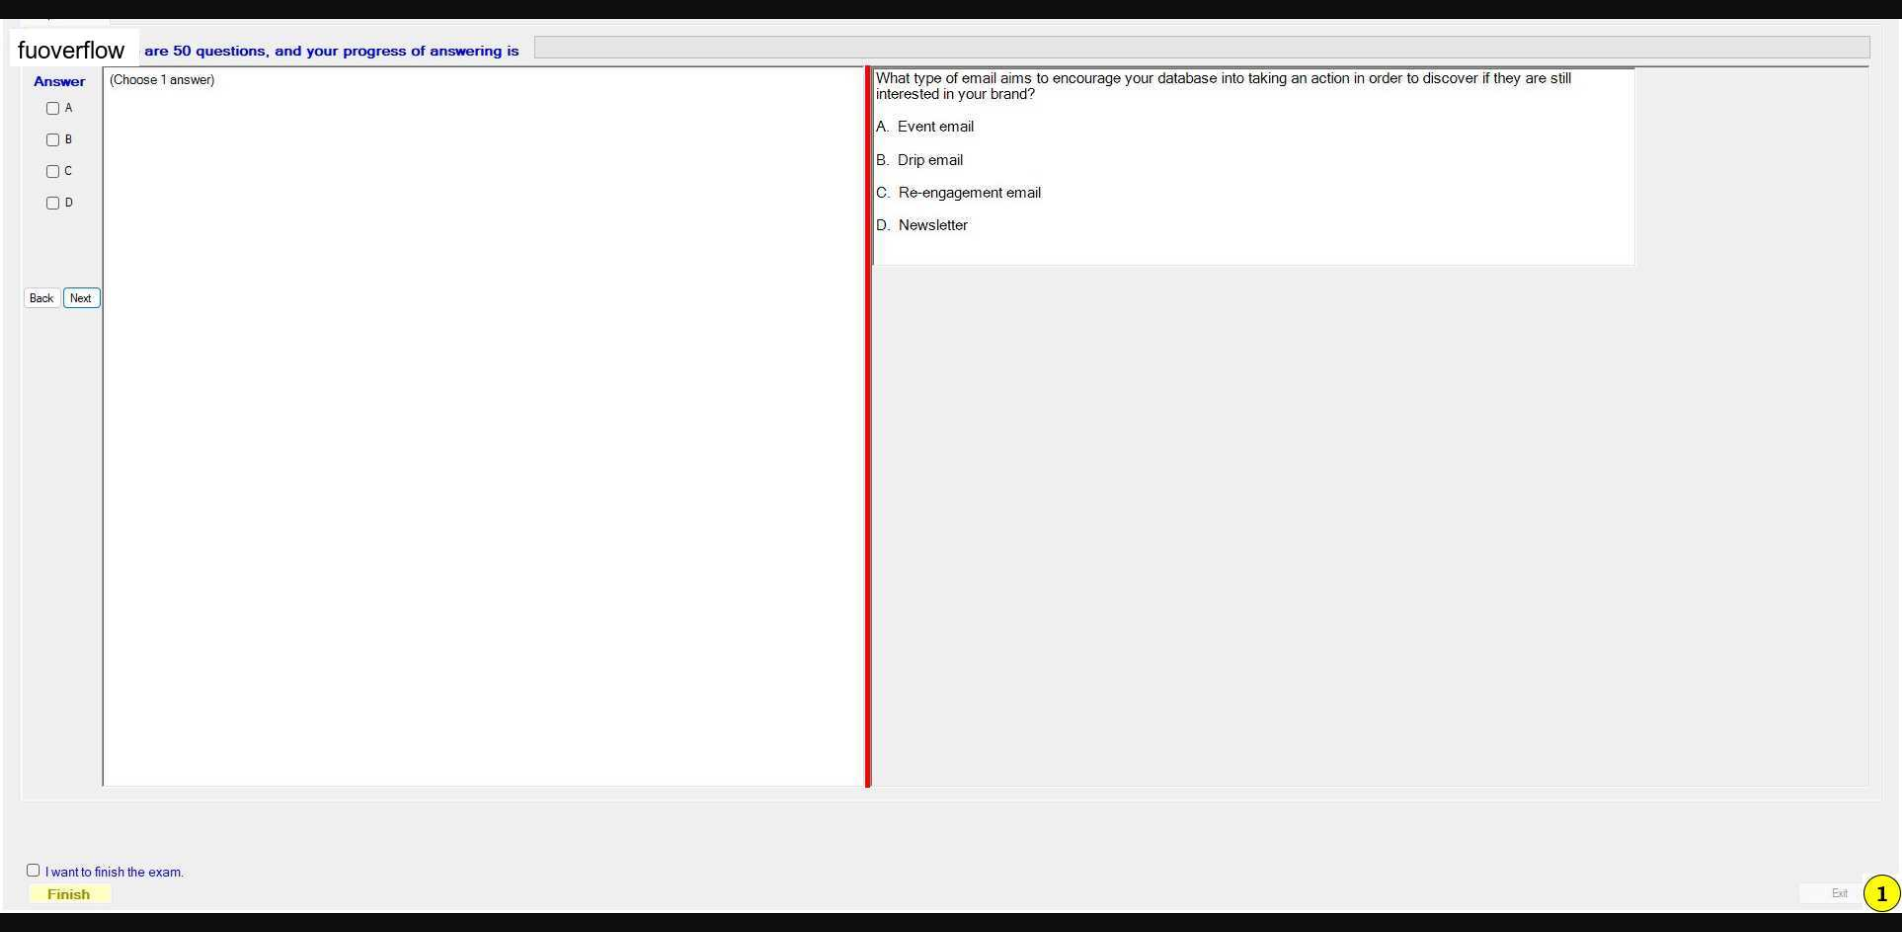 fuoverflow are 50 questions, and your progress of answering is
Answer
(Choose 1 answer)
A
B
C
D
Back Next
What type of email aims to encourage your database into taking an action in order to discover if they are still
interested in your brand?
A. Event email
B. Drip email
C. Re-engagement email
D. Newsletter
I want to finish the exam.
Finish
Exit
1